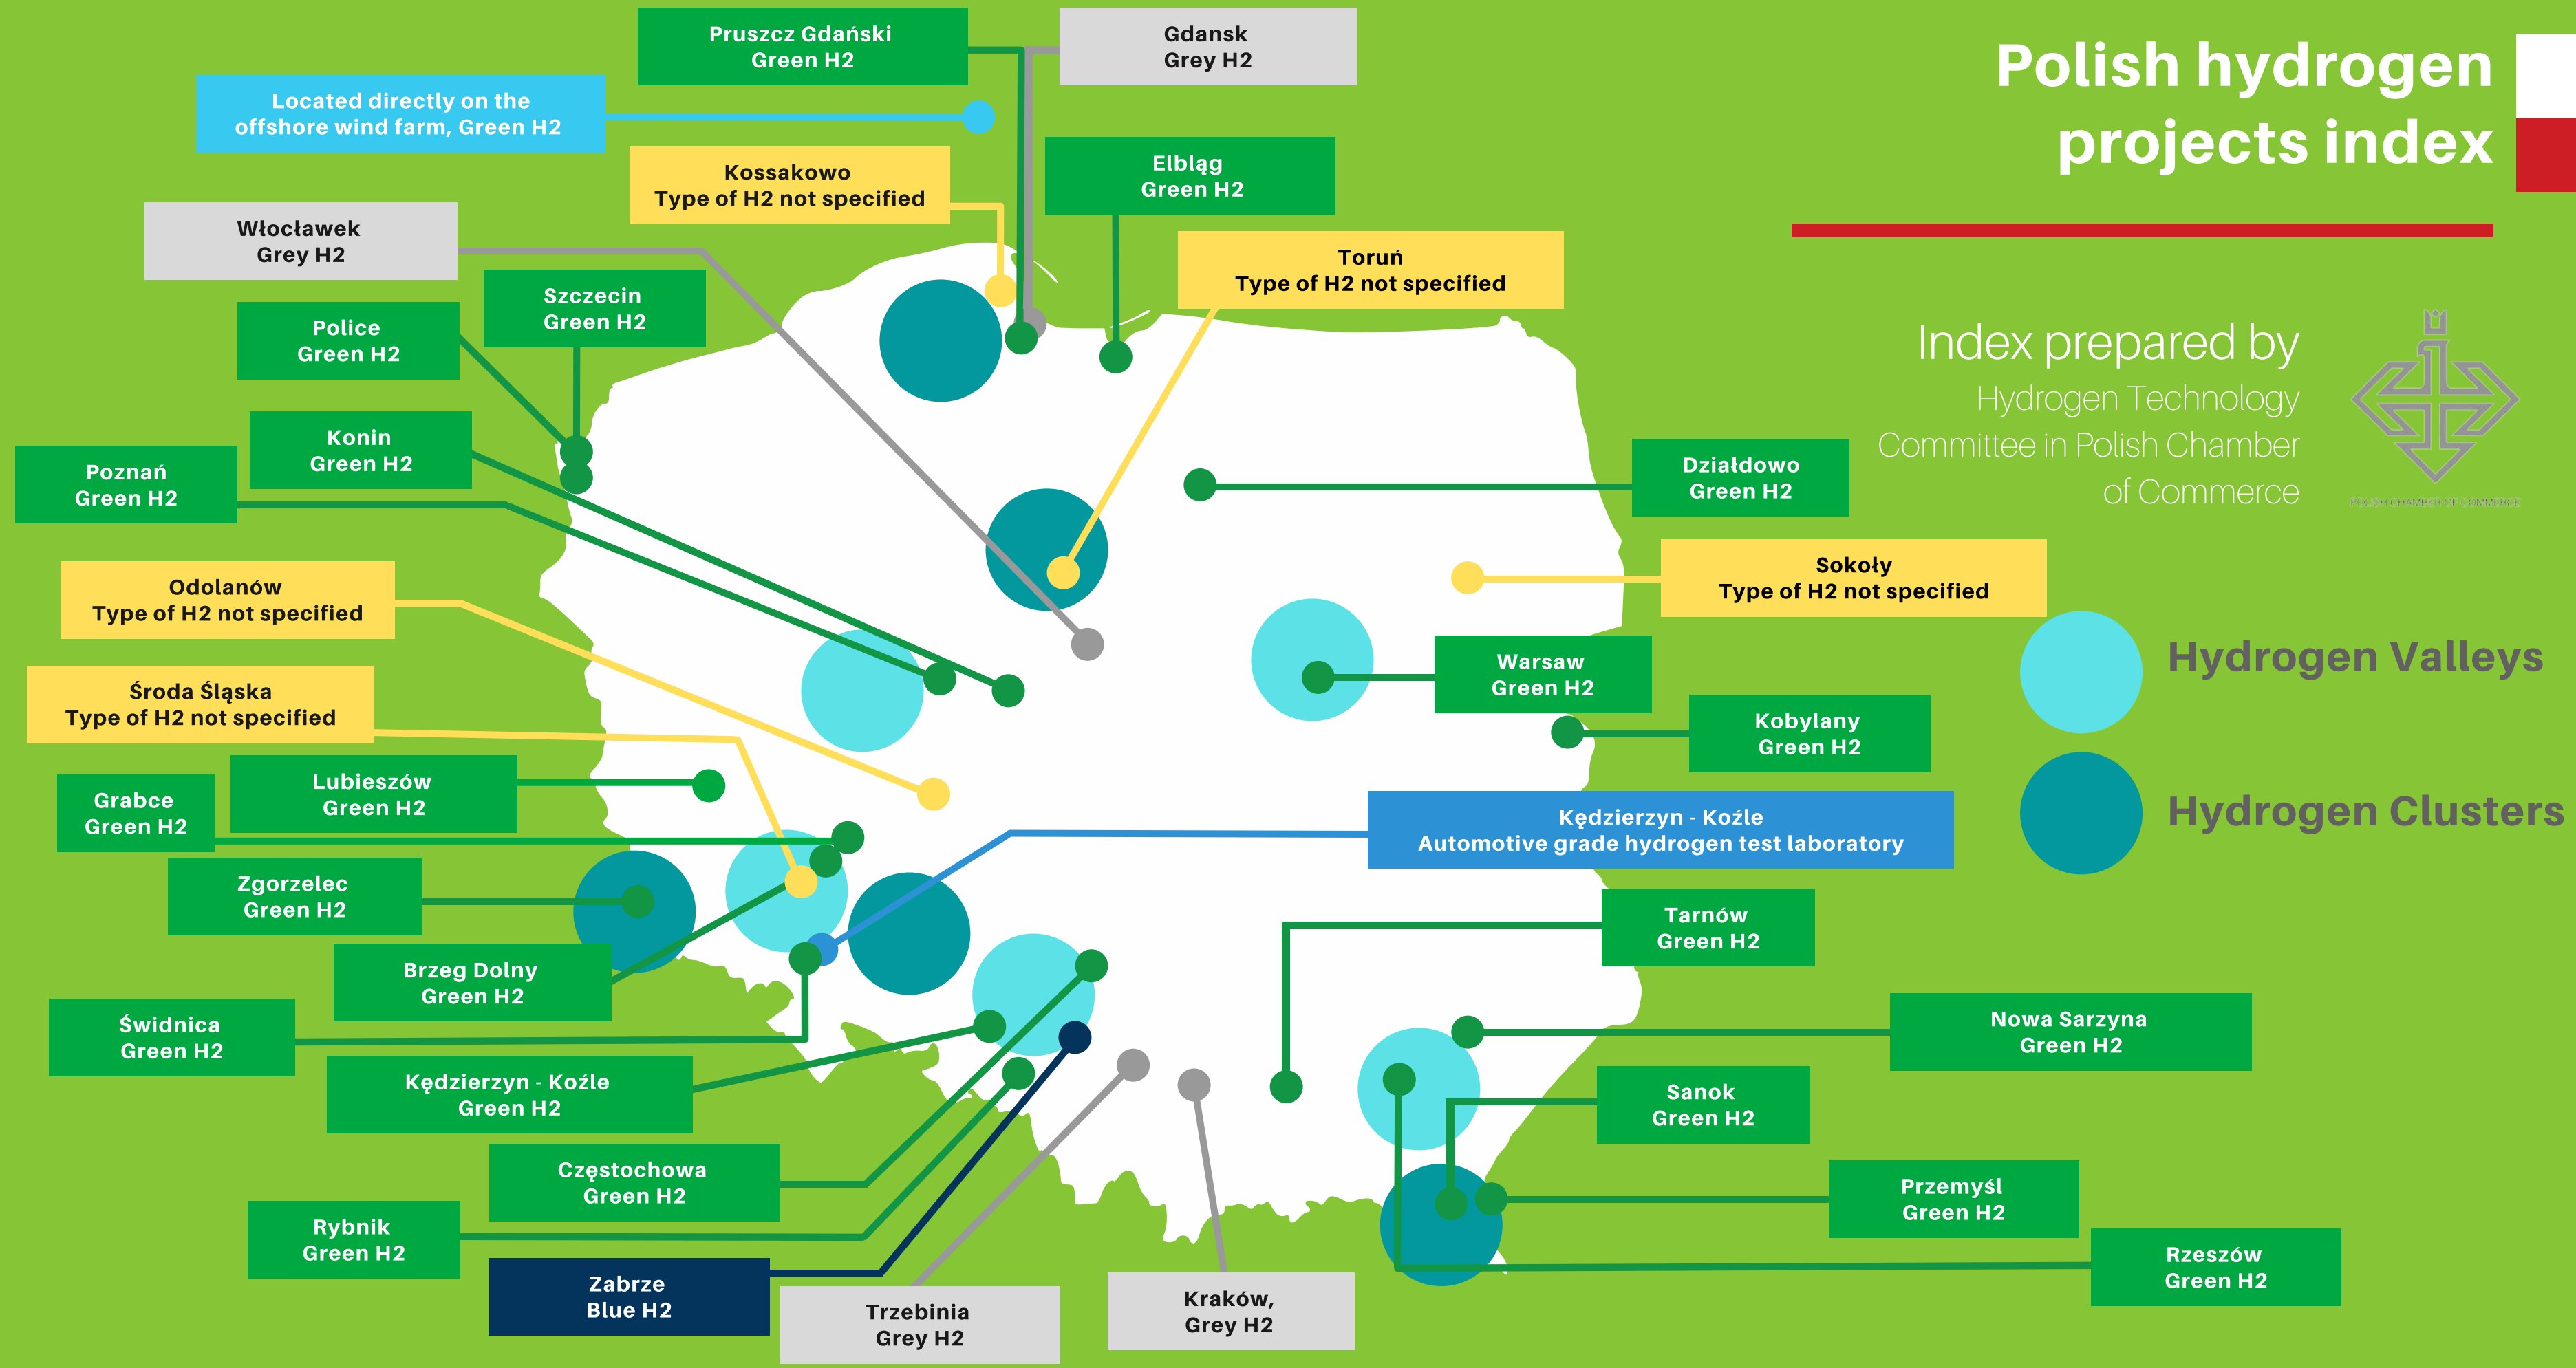 Pruszcz Gdański
Green H2
Gdansk
Grey H2
Polish hydrogen
projects index
Located directly on the
offshore wind farm, Green H2
Kossakowo
Type of H2 not specified
Elbląg
Green H2
Włocławek
Grey H2
Toruń
Type of H2 not specified
Szczecin
Green H2
Police
Green H2
Index prepared by
Hydrogen Technology
Committee in Polish Chamber
of Commerce
POLISH CHAMBER OF COMMERCE
Konin
Green H2
Poznań
Green H2
Działdowo
Green H2
Odolanów
Type of H2 not specified
Sokoły
Type of H2 not specified
Hydrogen Valleys
Warsaw
Green H2
Środa Śląska
Type of H2 not specified
Kobylany
Green H2
Lubieszów
Green H2
Grabce
Green H2
Hydrogen Clusters
Kędzierzyn - Koźle
Automotive grade hydrogen test laboratory
Zgorzelec
Green H2
Tarnów
Green H2
Brzeg Dolny
Green H2
Świdnica
Green H2
Nowa Sarzyna
Green H2
Kędzierzyn - Koźle
Green H2
Sanok
Green H2
Częstochowa
Green H2
Przemyśl
Green H2
Rybnik
Green H2
Rzeszów
Green H2
Zabrze
Blue H2
Trzebinia
Grey H2
Kraków,
Grey H2